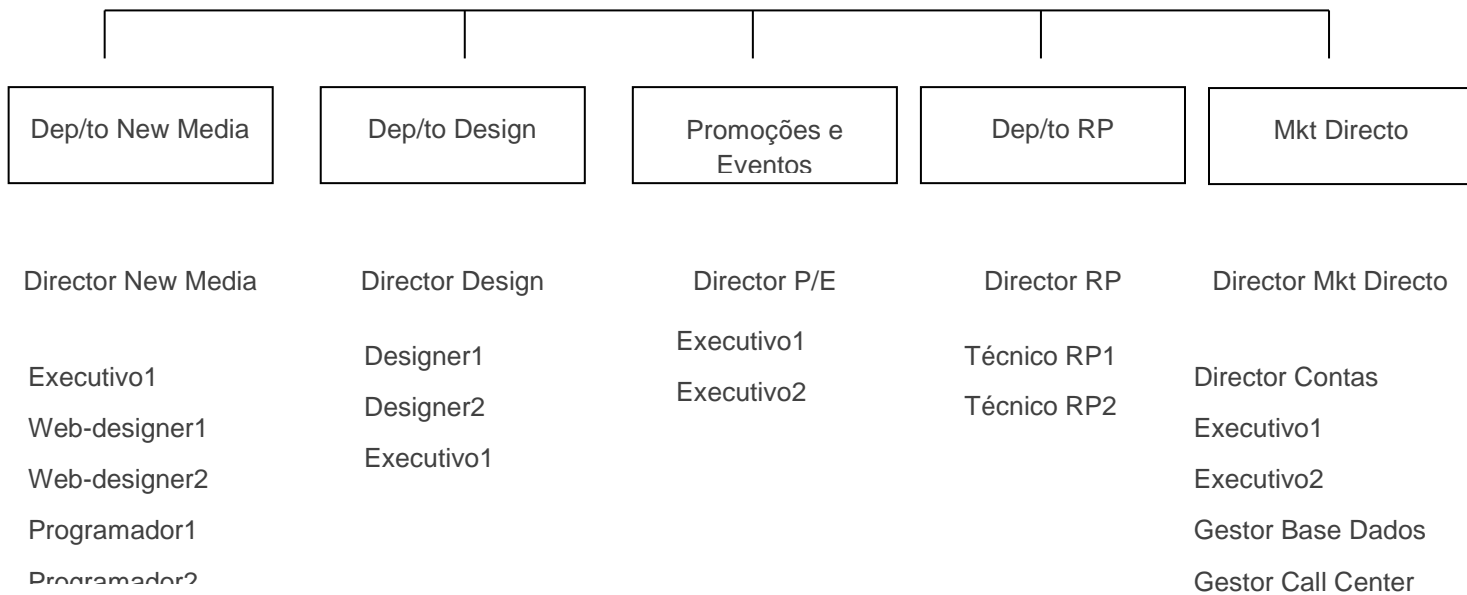 Dep/to New Media
Dep/to Design
Promoções e
Eventos
Dep/to RP
Mkt Directo
Director New Media
Executivo1
Web-designer1
Web-designer2
Programador1
Programador2
Director Design
Designer1
Designer2
Executivo1
Director P/E
Executivo1
Executivo2
Director RP
Técnico RP1
Técnico RP2
Director Mkt Directo
Director Contas
Executivo1
Executivo2
Gestor Base Dados
Gestor Call Center